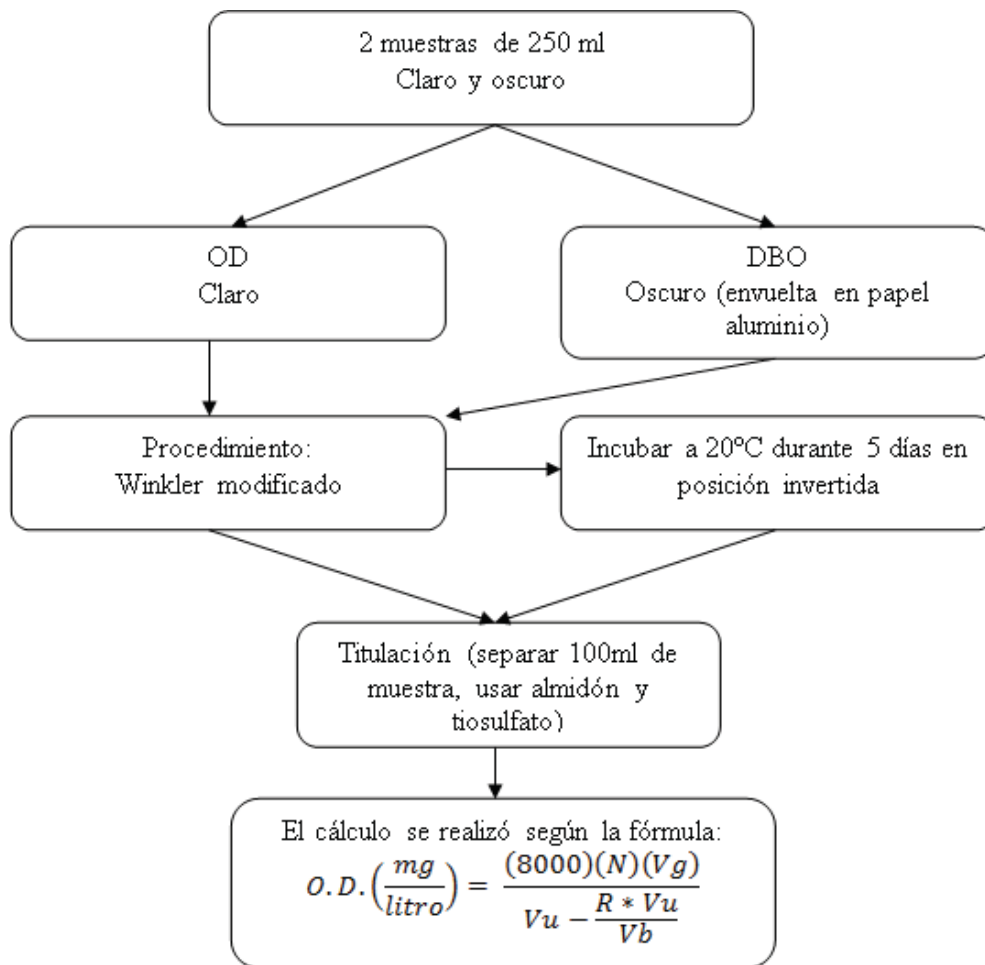 2 muestras de 250 ml
Claro y oscuro
OD
Claro
DBO
Oscuro (envuelta en papel
aluminio)
Procedimiento:
Winkler modificado
Incubar a 20ºC durante 5 días en
posición invertida
Titulación (separar 100ml de
muestra, usar almidón y
tiosulfato)
El cálculo se realizó según la fórmula:
O.D.(mg/litro) = (8000)(N)(Vg) / (Vu − (R * Vu)/Vb)